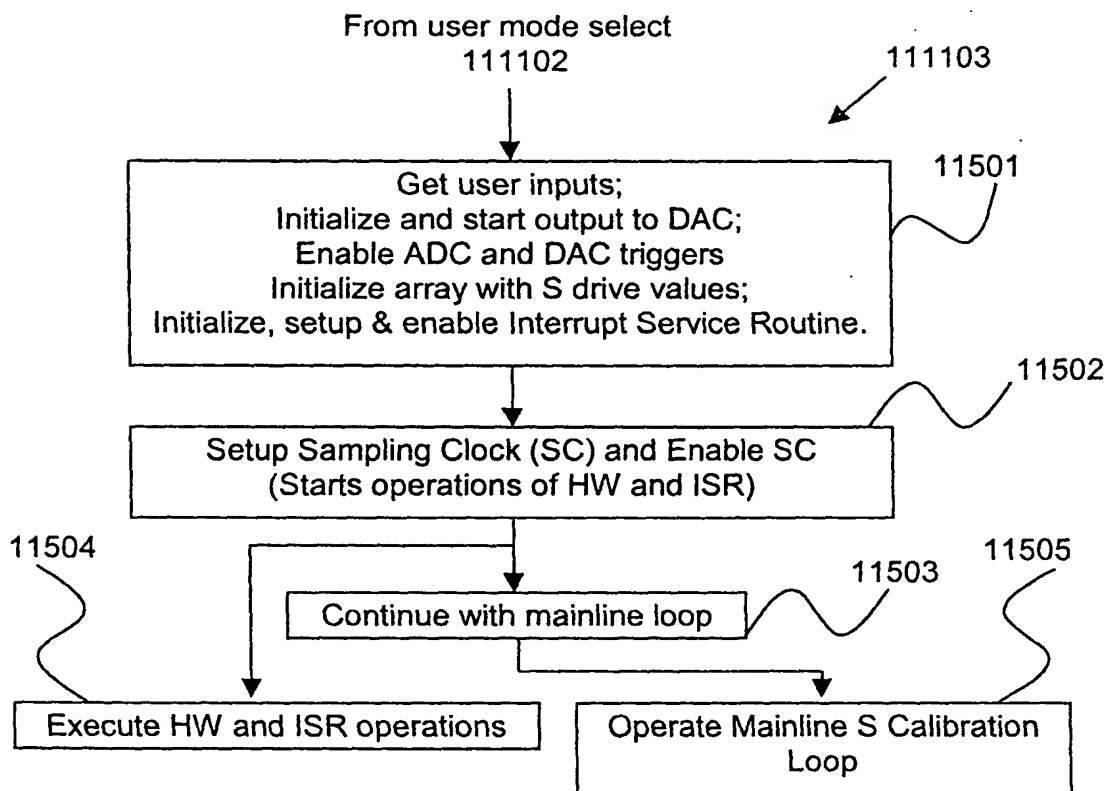 From user mode select
111102
111103
11501
Get user inputs;
Initialize and start output to DAC;
Enable ADC and DAC triggers
Initialize array with S drive values;
Initialize, setup & enable Interrupt Service Routine.
11502
Setup Sampling Clock (SC) and Enable SC
(Starts operations of HW and ISR)
11504
11505
11503
Continue with mainline loop
Execute HW and ISR operations
Operate Mainline S Calibration
Loop